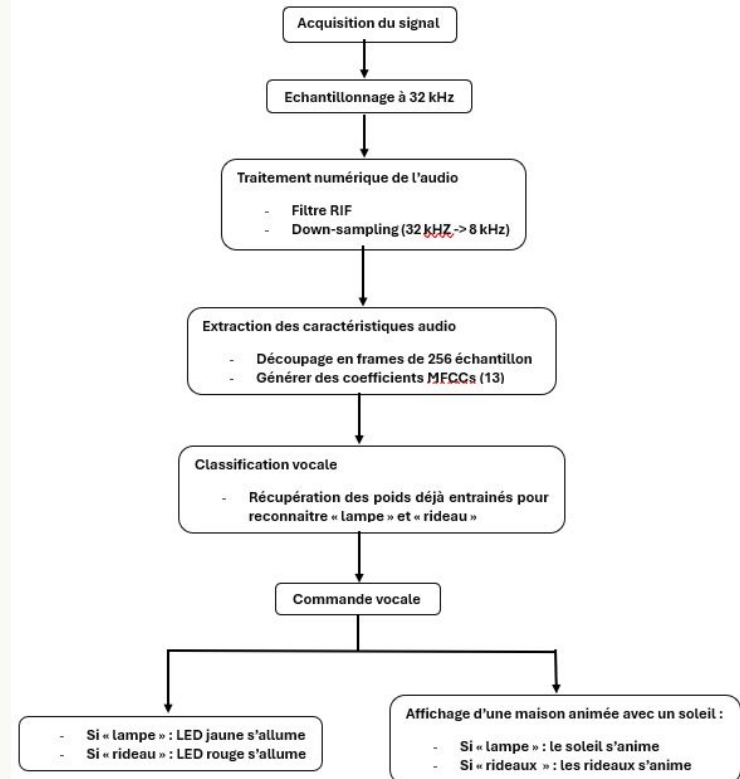 Acquisition du signal
Echantillonnage à 32 kHz
Traitement numérique de l'audio
- Filtre RIF
- Down-sampling (32 kHZ -> 8 kHz)
Extraction des caractéristiques audio
- Découpage en frames de 256 échantillon
- Générer des coefficients MFCCs (13)
Classification vocale
- Récupération des poids déjà entrainés pour
reconnaitre « lampe » et « rideau »
Commande vocale
- Si « lampe » : LED jaune s'allume
- Si « rideau » : LED rouge s'allume
Affichage d'une maison animée avec un soleil :
- Si « lampe » : le soleil s'anime
- Si « rideaux » : les rideaux s'anime